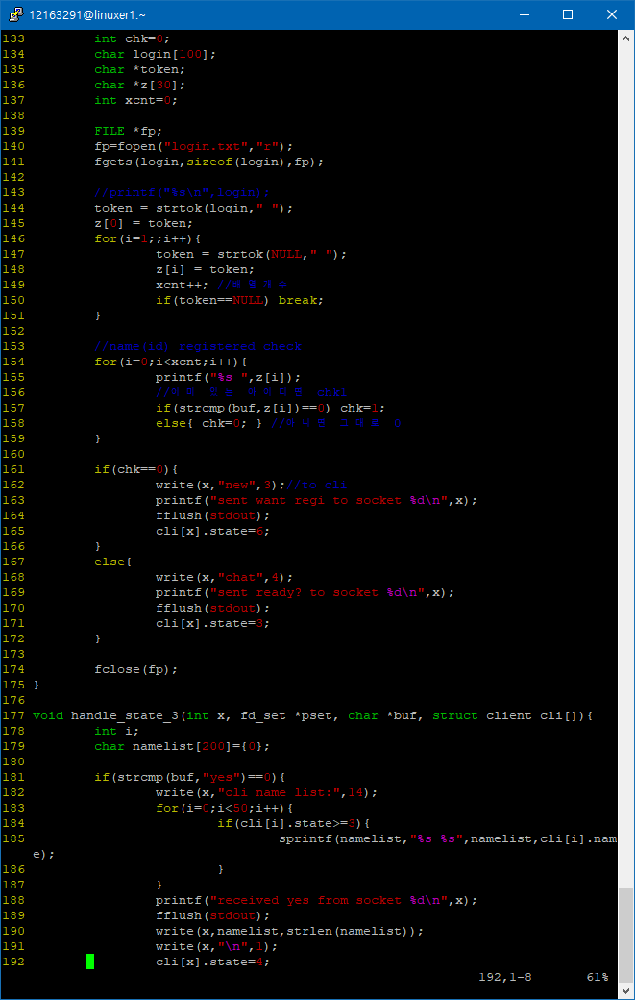 12163291@linuxer1:~
133 int chk=0;
134 char login[100];
135 char *token;
136 char *z[30];
137 int xcnt=0;
138
139 FILE *fp;
140 fp=fopen("login.txt","r");
141 fgets(login,sizeof(login),fp);
142
143 //printf("%s\n",login);
144 token = strtok(login," ");
145 z[0] = token;
146 for(i=1;;i++){
147 token = strtok(NULL," ");
148 z[i] = token;
149 xcnt++; //
150 if(token==NULL) break;
151 }
152
153 //name(id) registered check
154 for(i=0;i<xcnt;i++){
155 printf("%s ",z[i]);
156 // chk1
157 if(strcmp(buf,z[i])==0) chk=1;
158 else{ chk=0; } //
159 }
160
161 if(chk==0){
162 write(x,"new",3);//to cli
163 printf("sent want regi to socket %d\n",x);
164 fflush(stdout);
165 cli[x].state=6;
166 }
167 else{
168 write(x,"chat",4);
169 printf("sent ready? to socket %d\n",x);
170 fflush(stdout);
171 cli[x].state=3;
172 }
173
174 fclose(fp);
175 }
176
177 void handle_state_3(int x, fd_set *pset, char *buf, struct client cli[]){
178 int i;
179 char namelist[200]={0};
180
181 if(strcmp(buf,"yes")==0){
182 write(x,"cli name list:",14);
183 for(i=0;i<50;i++){
184 if(cli[i].state>=3){
185 sprintf(namelist,"%s %s",namelist,cli[i].nam
e);
186 }
187 }
188 printf("received yes from socket %d\n",x);
189 fflush(stdout);
190 write(x,namelist,strlen(namelist));
191 write(x,"\n",1);
192 cli[x].state=4;
192,1-8 61%